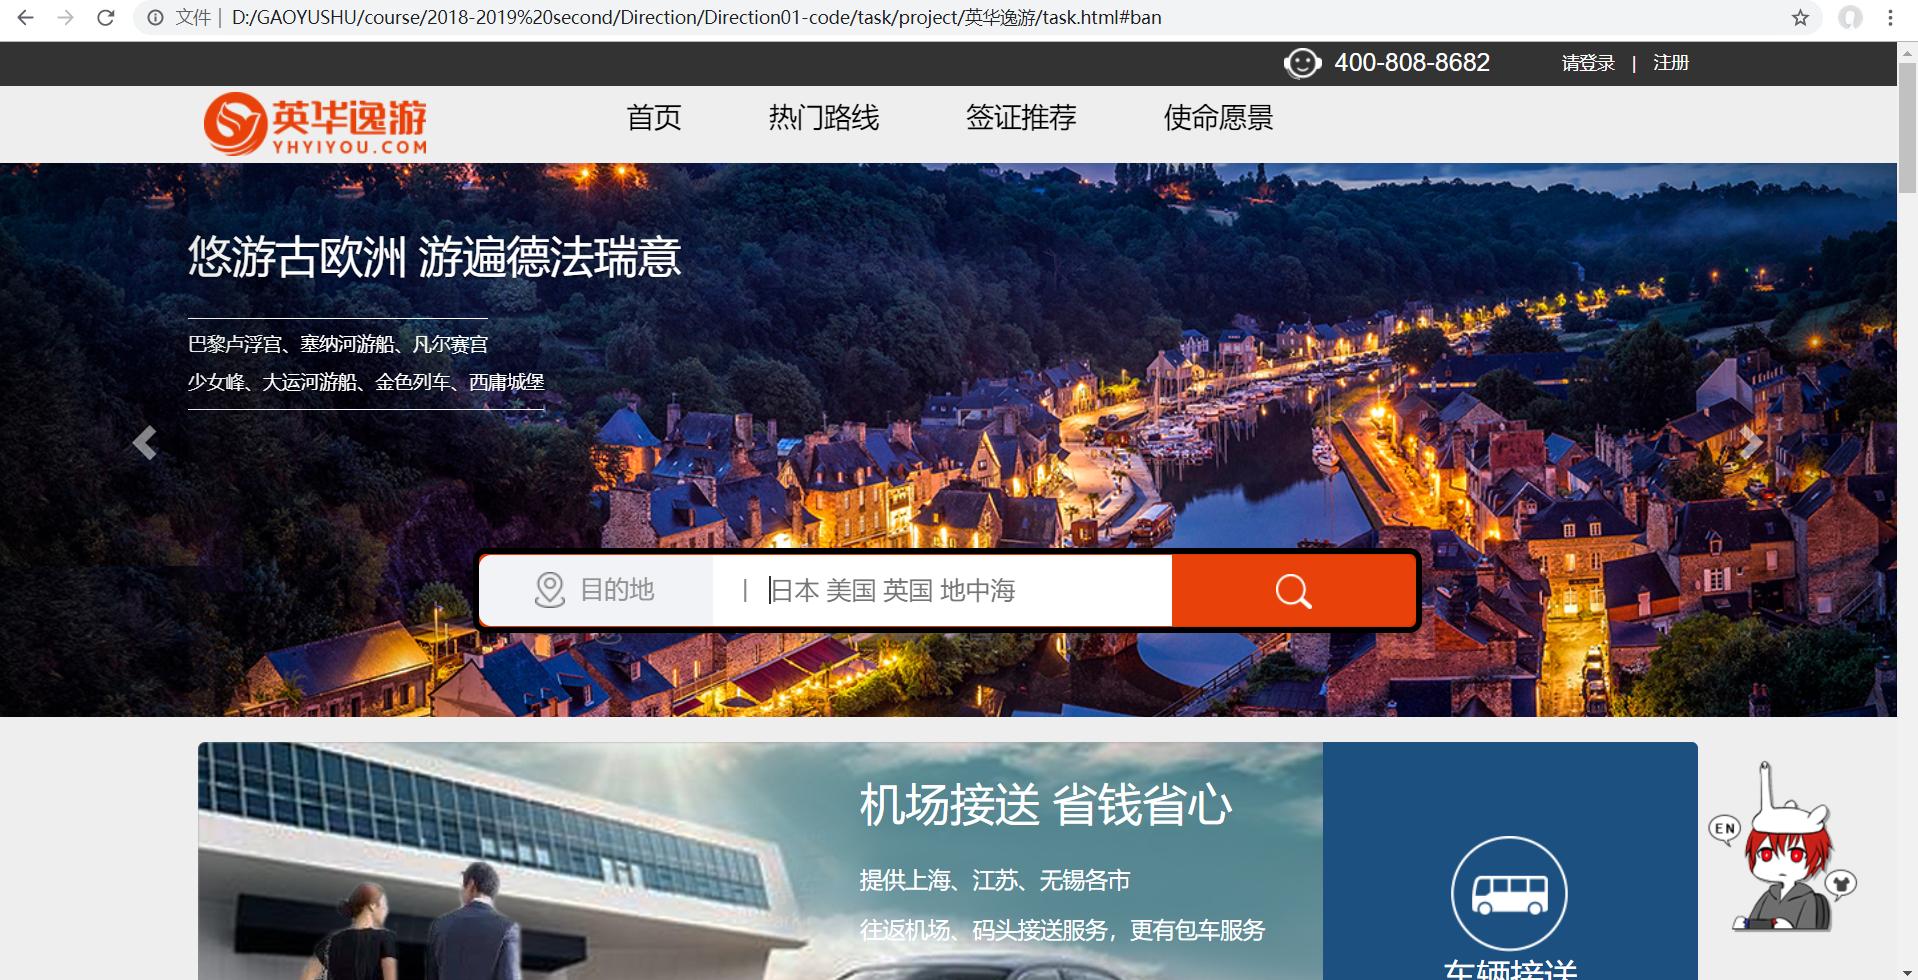 文件 | D:/GAOYUSHU/course/2018-2019%20second/Direction/Direction01-code/task/project/英华逸游/task.html#ban
400-808-8682 请登录 | 注册
英华逸游
YHYIYOU.COM
首页 热门路线 签证推荐 使命愿景
悠游古欧洲 游遍德法瑞意
巴黎卢浮宫、塞纳河游船、凡尔赛宫
少女峰、大运河游船、金色列车、西庸城堡
目的地 | 日本 美国 英国 地中海
机场接送 省钱省心
提供上海、江苏、无锡各市
往返机场、码头接送服务，更有包车服务
车辆接送
EN